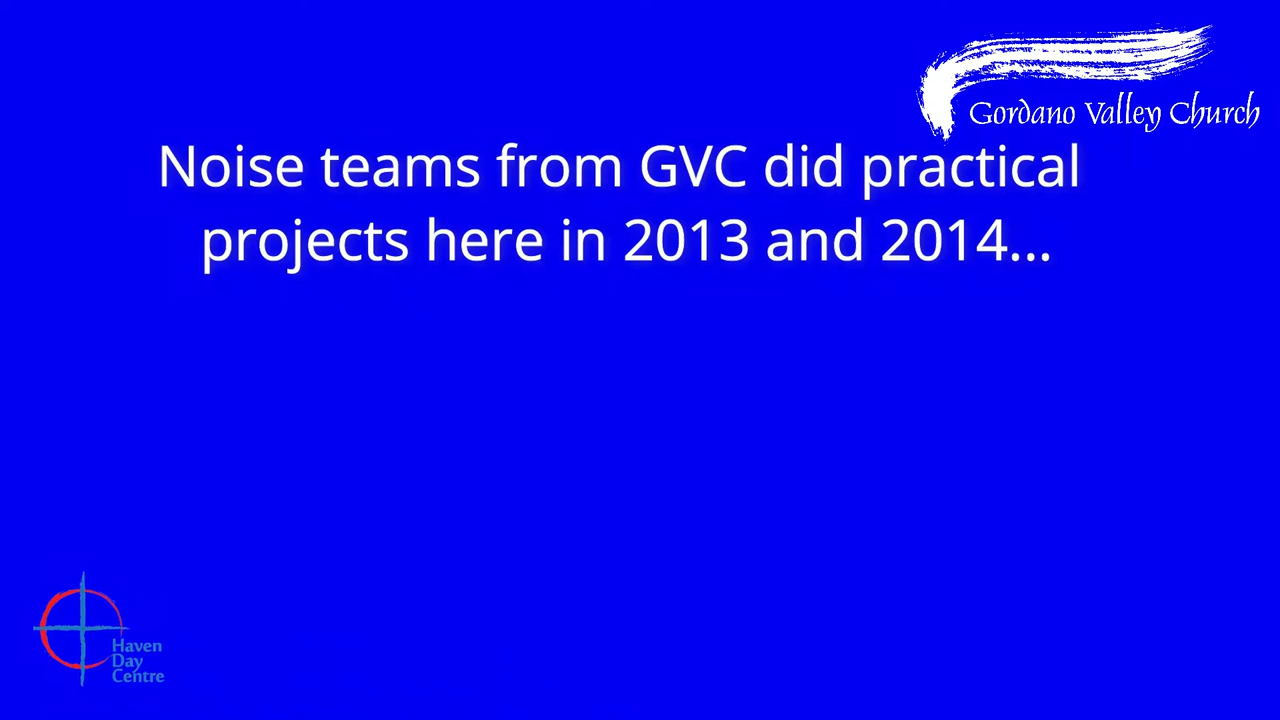 Gordano Valley Church
Noise teams from GVC did practical
projects here in 2013 and 2014...
Haven
Day
Centre